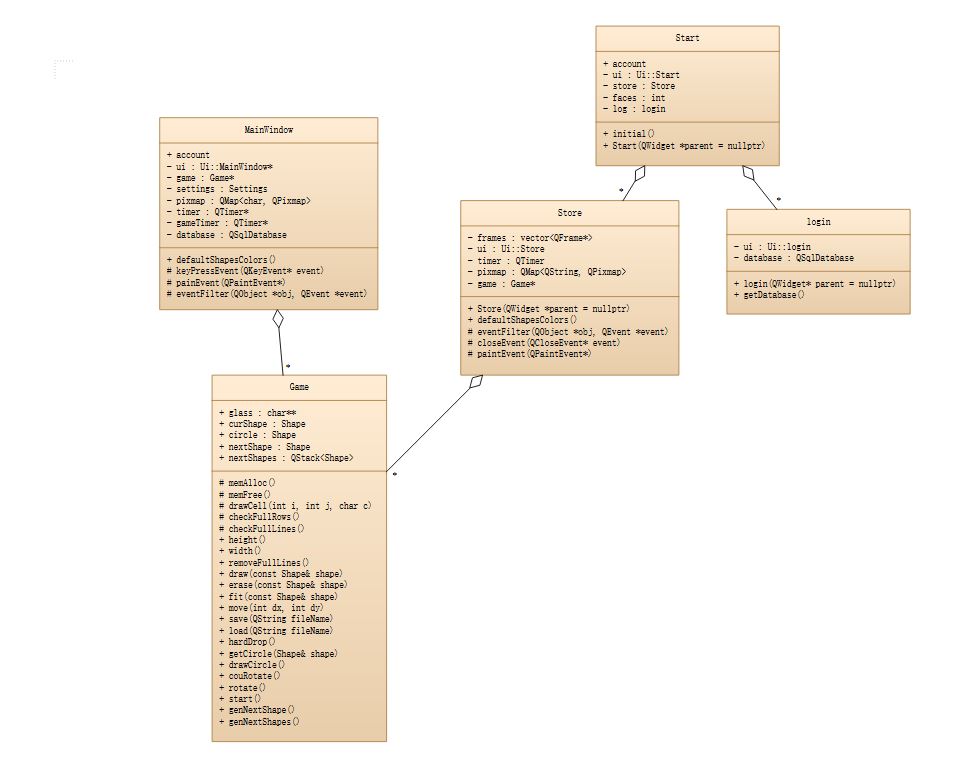 Start
+ account
- ui : Ui::Start
- store : Store
- faces : int
- log : login
+ initial()
+ Start(QWidget *parent = nullptr)
MainWindow
+ account
- ui : Ui::MainWindow*
- game : Game*
- settings : Settings
- pixmap : QMap<char, QPixmap>
- timer : QTimer*
- gameTimer : QTimer*
- database : QSqlDatabase
+ defaultShapesColors()
# keyPressEvent(QKeyEvent* event)
# painEvent(QPaintEvent*)
# eventFilter(QObject *obj, QEvent *event)
*
*
Store
- frames : vector<QFrame*>
- ui : Ui::Store
- timer : QTimer
- pixmap : QMap<QString, QPixmap>
- game : Game*
+ Store(QWidget *parent = nullptr)
+ defaultShapesColors()
# eventFilter(QObject *obj, QEvent *event)
# closeEvent(QCloseEvent* event)
# paintEvent(QPaintEvent*)
login
- ui : Ui::login
- database : QSqlDatabase
+ login(QWidget* parent = nullptr)
+ getDatabase()
*
*
Game
+ glass : char**
+ curShape : Shape
+ circle : Shape
+ nextShape : Shape
+ nextShapes : QStack<Shape>
# memAlloc()
# memFree()
# drawCell(int i, int j, char c)
# checkFullRows()
# checkFullLines()
+ height()
+ width()
+ removeFullLines()
+ draw(const Shape& shape)
+ erase(const Shape& shape)
+ fit(const Shape& shape)
+ move(int dx, int dy)
+ save(QString fileName)
+ load(QString fileName)
+ hardDrop()
+ getCircle(Shape& shape)
+ drawCircle()
+ couRotate()
+ rotate()
+ start()
+ genNextShape()
+ genNextShapes()